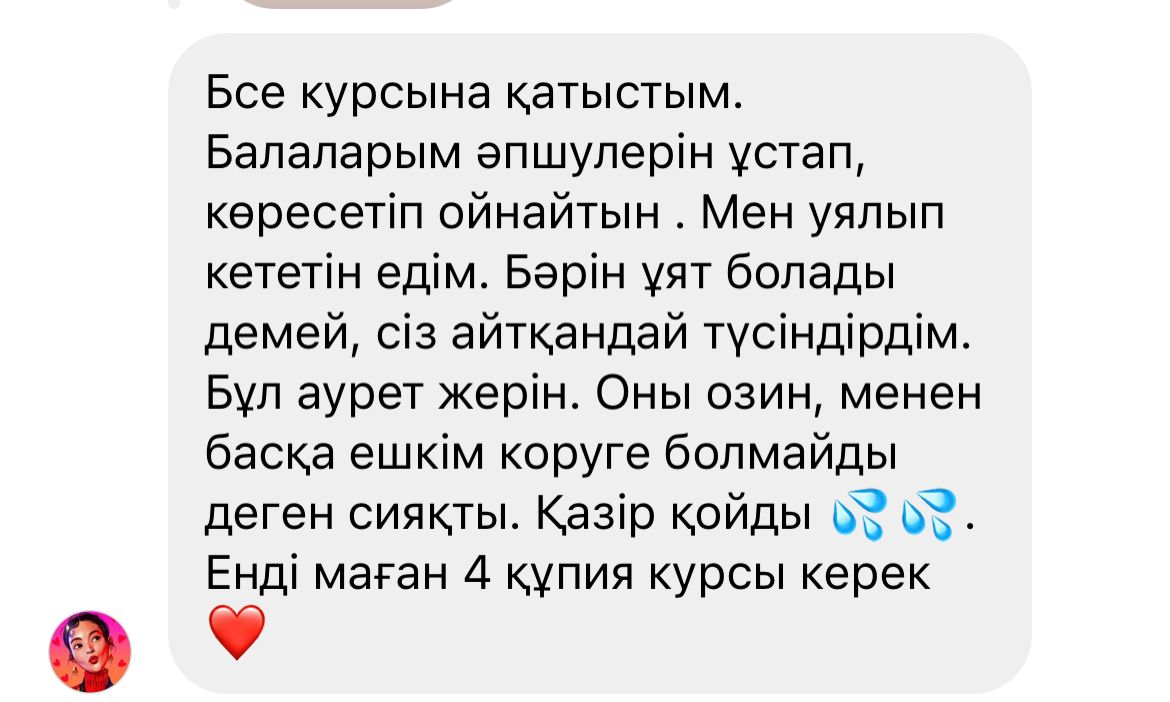 Бсе курсына қатыстым.
Балаларым әпшулерін ұстап,
көресетіп ойнайтын . Мен уялып
кететін едім. Бәрін ұят болады
демей, сіз айтқандай түсіндірдім.
Бұл аурет жерін. Оны озин, менен
басқа ешкім коруге болмайды
деген сияқты. Қазір қойды 💦💦.
Енді маған 4 құпия курсы керек
❤️